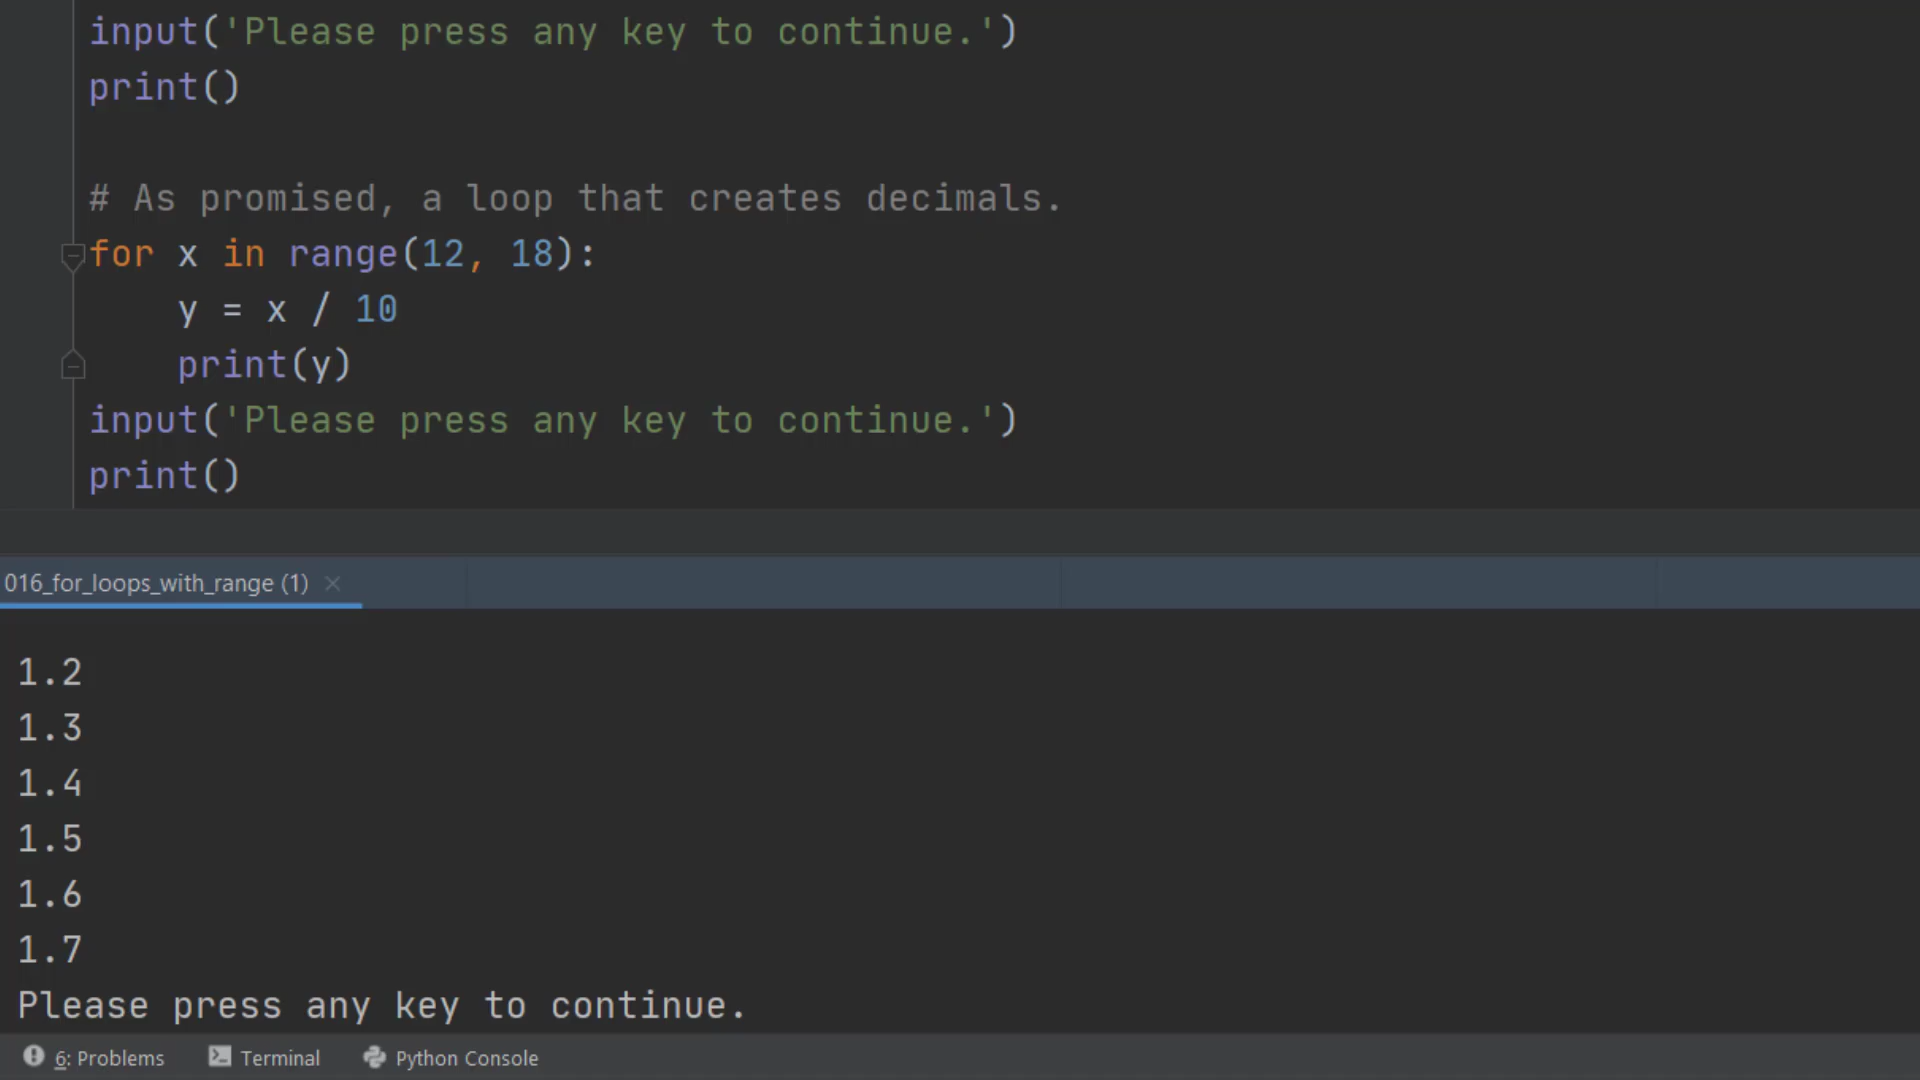 input('Please press any key to continue.')
print()
# As promised, a loop that creates decimals.
for x in range(12, 18):
    y = x / 10
    print(y)
input('Please press any key to continue.')
print()
016_for_loops_with_range (1)
1.2
1.3
1.4
1.5
1.6
1.7
Please press any key to continue.
6: Problems Terminal Python Console